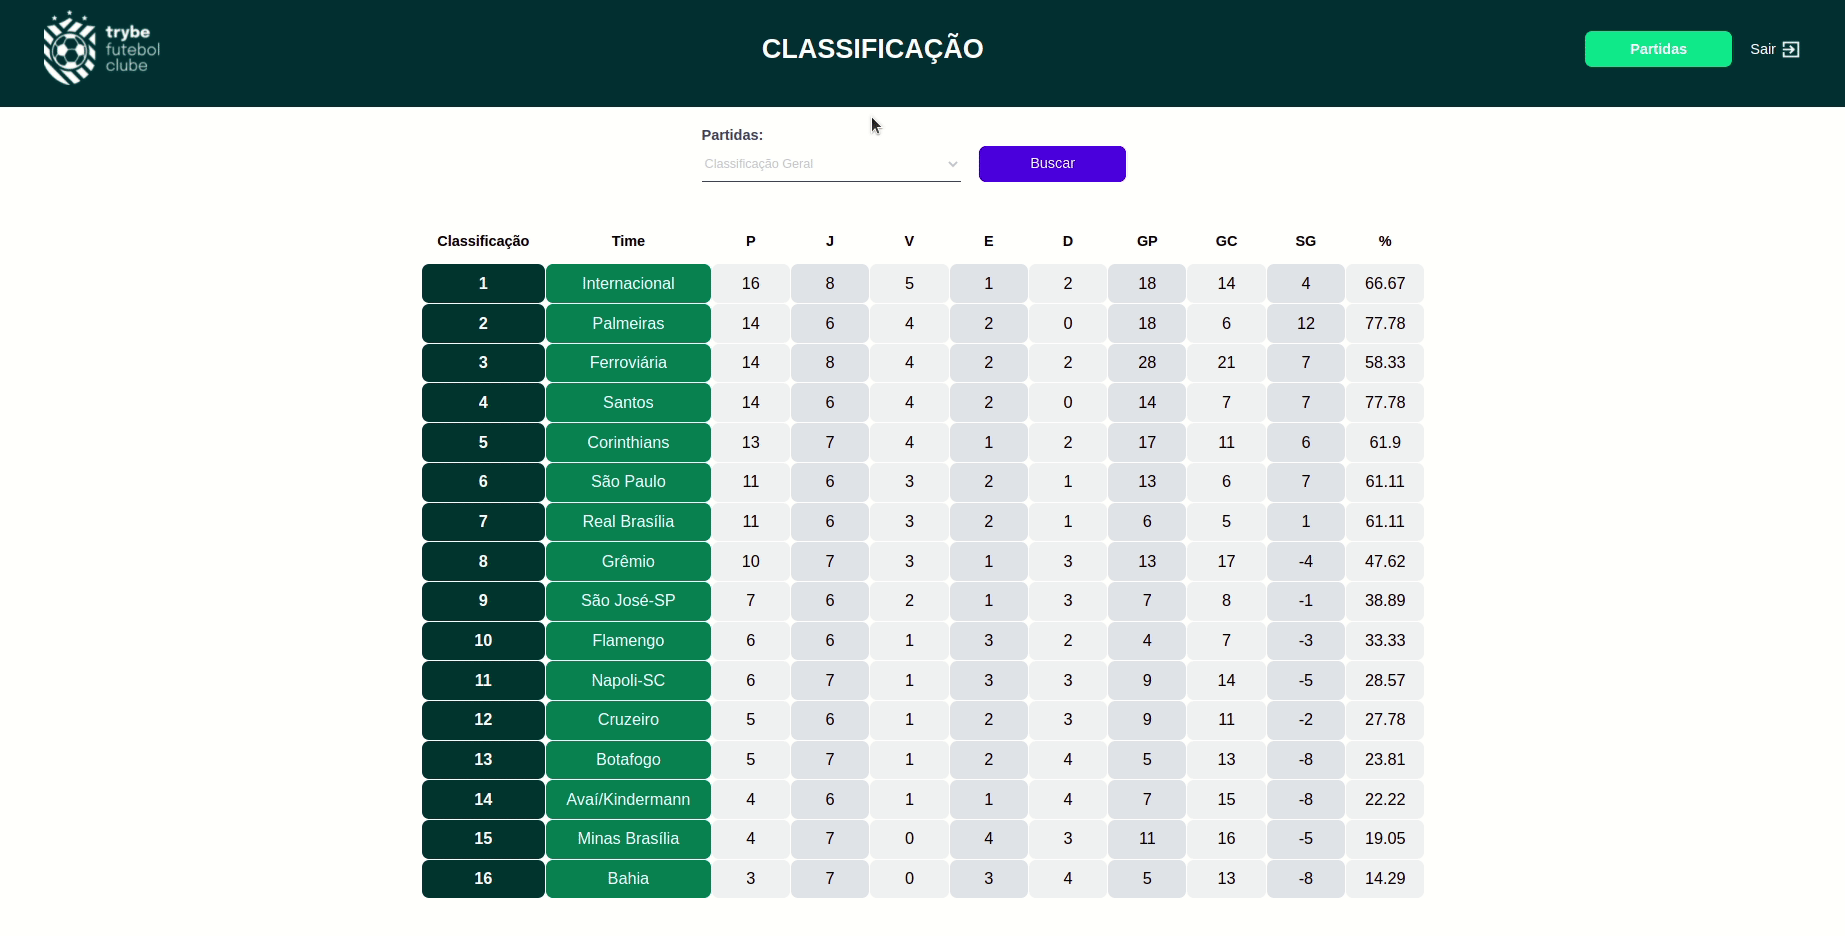 trybe
futebol
clube
CLASSIFICAÇÃO
Partidas
Sair
Partidas:
Classificação Geral
Buscar
Classificação Time P J V E D GP GC SG %
1 Internacional 16 8 5 1 2 18 14 4 66.67
2 Palmeiras 14 6 4 2 0 18 6 12 77.78
3 Ferroviária 14 8 4 2 2 28 21 7 58.33
4 Santos 14 6 4 2 0 14 7 7 77.78
5 Corinthians 13 7 4 1 2 17 11 6 61.9
6 São Paulo 11 6 3 2 1 13 6 7 61.11
7 Real Brasília 11 6 3 2 1 6 5 1 61.11
8 Grêmio 10 7 3 1 3 13 17 -4 47.62
9 São José-SP 7 6 2 1 3 7 8 -1 38.89
10 Flamengo 6 6 1 3 2 4 7 -3 33.33
11 Napoli-SC 6 7 1 3 3 9 14 -5 28.57
12 Cruzeiro 5 6 1 2 3 9 11 -2 27.78
13 Botafogo 5 7 1 2 4 5 13 -8 23.81
14 Avaí/Kindermann 4 6 1 1 4 7 15 -8 22.22
15 Minas Brasília 4 7 0 4 3 11 16 -5 19.05
16 Bahia 3 7 0 3 4 5 13 -8 14.29